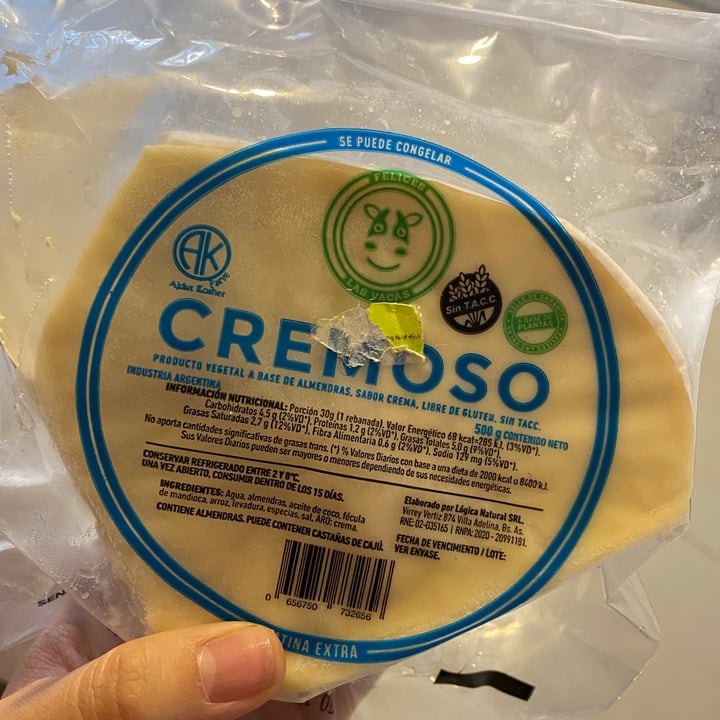 SE PUEDE CONGELAR
FELICES
LAS VACAS
AK
Parve
Ajdut Kosher
Sin T.A.C.C.
A BASE DE
PLANTAS
CREMOSO
PRODUCTO VEGETAL A BASE DE ALMENDRAS, SABOR CREMA, LIBRE DE GLUTEN, SIN TACC.
INDUSTRIA ARGENTINA
500 g CONTENIDO NETO
INFORMACIÓN NUTRICIONAL: Porción 30g (1 rebanada), Valor Energético 68 kcal=285 kJ. (3%VD*),
Carbohidratos 4,5 g (2%VD*), Proteínas 1,2 g (2%VD*), Grasas Totales 5,0 g (9%VD*),
Grasas Saturadas 2,7 g (12%VD*), Fibra Alimentaria 0,6 g (2%VD*), Sodio 129 mg (5%VD*).
No aporta cantidades significativas de grasas trans. (*) % Valores Diarios con base a una dieta de 2000 kcal u 8400 kJ.
Sus Valores Diarios pueden ser mayores o menores dependiendo de sus necesidades energéticas.
CONSERVAR REFRIGERADO ENTRE 2 Y 8°C.
UNA VEZ ABIERTO, CONSUMIR DENTRO DE LOS 15 DÍAS.
INGREDIENTES: Agua, almendras, aceite de coco, fécula
de mandioca, arroz, levadura, especias, sal, ARO: crema.
CONTIENE ALMENDRAS. PUEDE CONTENER CASTAÑAS DE CAJÚ.
Elaborado por Lógica Natural SRL.
Virrey Vertiz 874 Villa Adelina, Bs. As.
RNE: 02-035165 | RNPA: 2020 - 20991181.
FECHA DE VENCIMIENTO / LOTE:
VER ENVASE.
0 656750 732656
TINA EXTRA
SEN